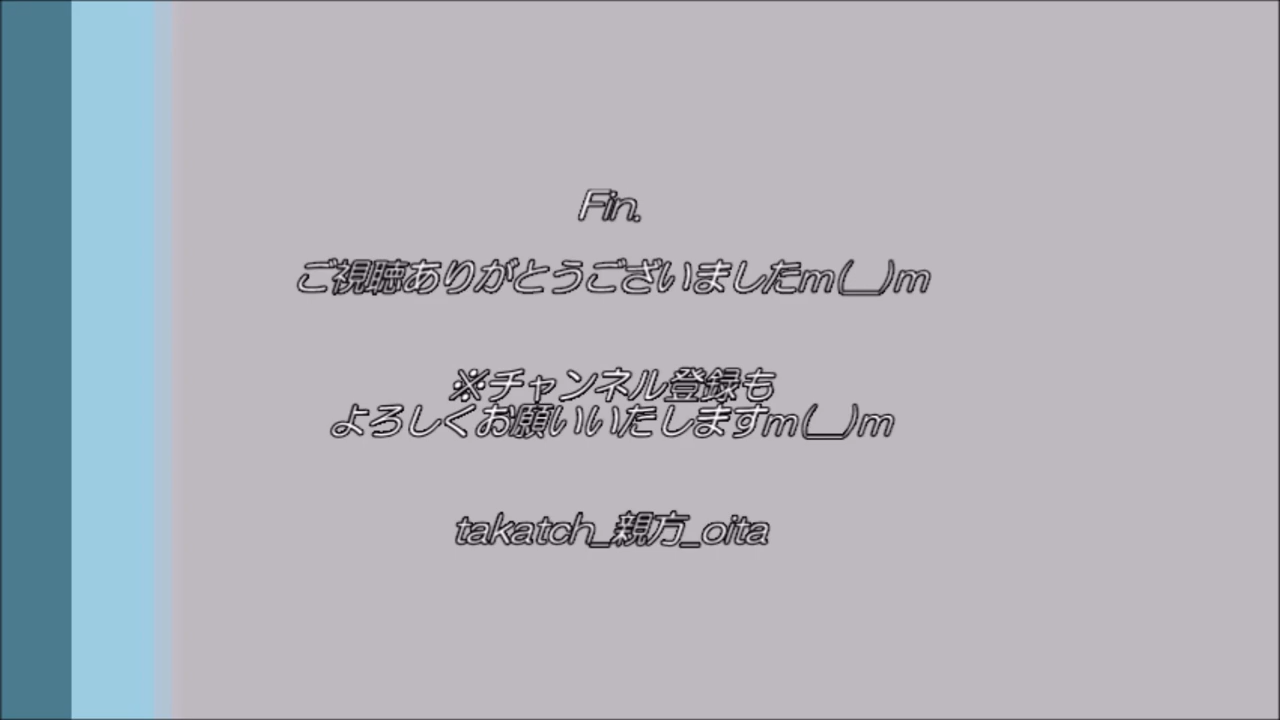 Fin.
ご視聴ありがとうございましたm(__)m
※チャンネル登録も
よろしくお願いいたしますm(__)m
takatch_親方_oita